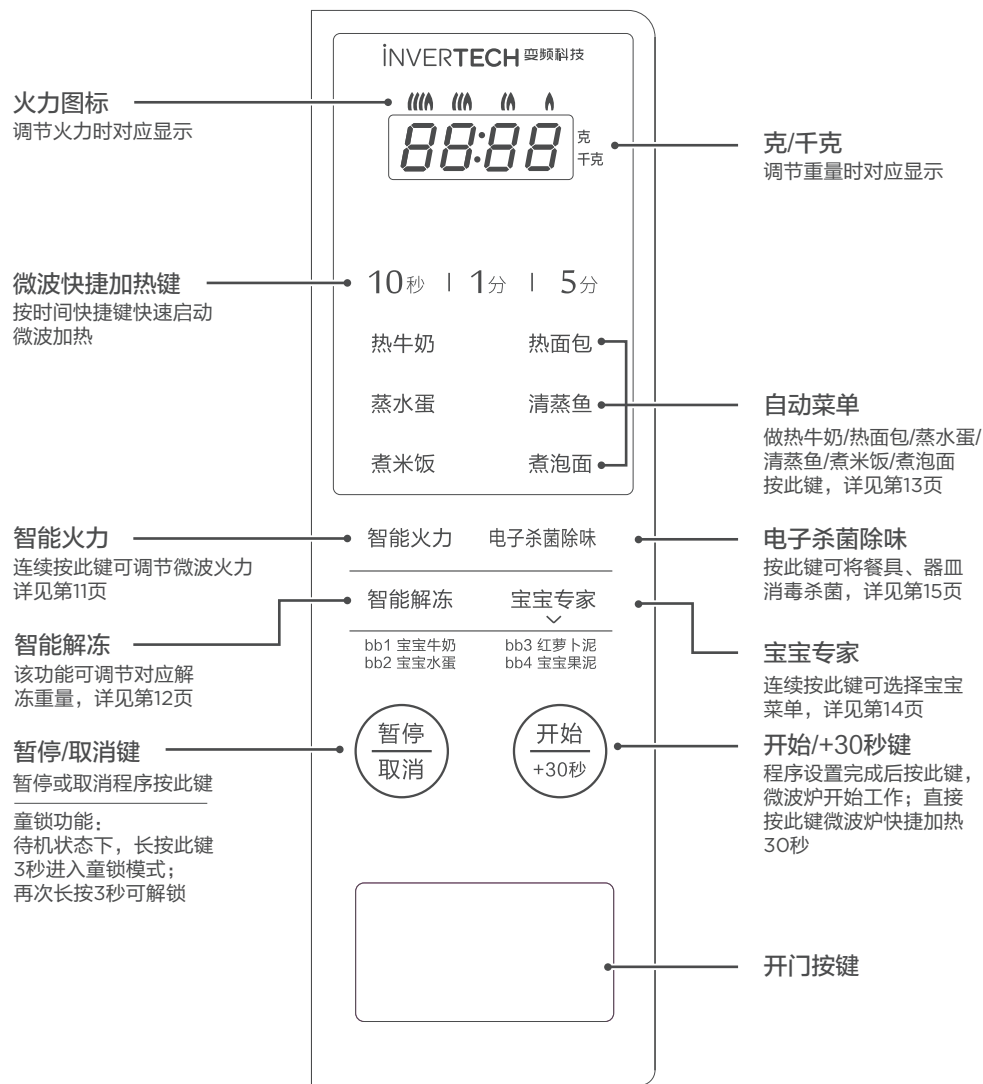 iNVERTECH 变频科技
火力图标
调节火力时对应显示
88:88
克
千克
克/千克
调节重量时对应显示
微波快捷加热键
按时间快捷键快速启动
微波加热
10秒 | 1分 | 5分
热牛奶 热面包
蒸水蛋 清蒸鱼
煮米饭 煮泡面
自动菜单
做热牛奶/热面包/蒸水蛋/
清蒸鱼/煮米饭/煮泡面
按此键，详见第13页
智能火力
连续按此键可调节微波火力
详见第11页
智能火力 电子杀菌除味
电子杀菌除味
按此键可将餐具、器皿
消毒杀菌，详见第15页
智能解冻
该功能可调节对应解
冻重量，详见第12页
智能解冻 宝宝专家
bb1 宝宝牛奶 bb3 红萝卜泥
bb2 宝宝水蛋 bb4 宝宝果泥
宝宝专家
连续按此键可选择宝宝
菜单，详见第14页
暂停/取消键
暂停或取消程序按此键
童锁功能：
待机状态下，长按此键
3秒进入童锁模式；
再次长按3秒可解锁
暂停
取消
开始
+30秒
开始/+30秒键
程序设置完成后按此键，
微波炉开始工作；直接
按此键微波炉快捷加热
30秒
开门按键